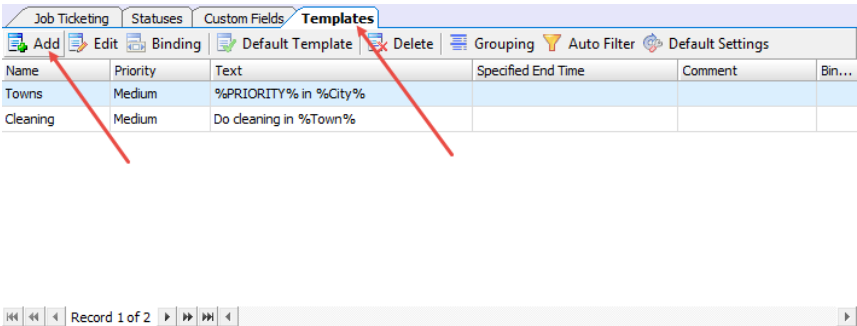 Job Ticketing Statuses Custom Fields Templates
Add Edit Binding Default Template Delete Grouping Auto Filter Default Settings
Name Priority Text Specified End Time Comment Bin...
Towns Medium %PRIORITY% in %City%
Cleaning Medium Do cleaning in %Town%
Record 1 of 2